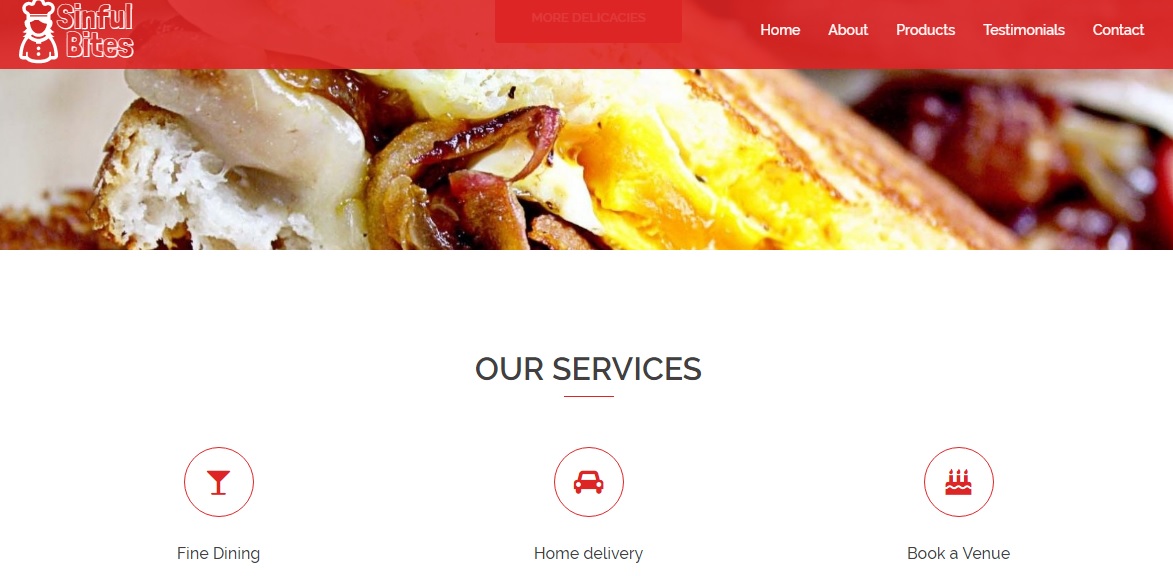 Sinful
Bites
MORE DELICACIES
Home About Products Testimonials Contact
OUR SERVICES
Fine Dining Home delivery Book a Venue